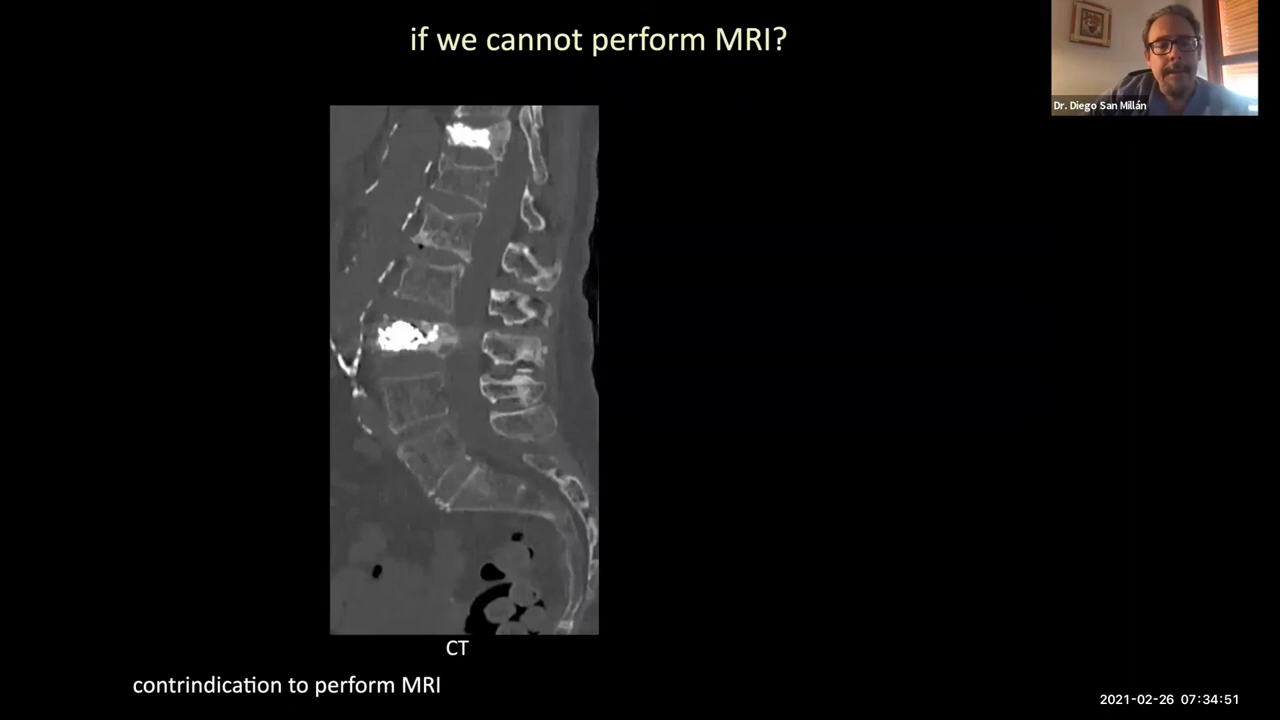 if we cannot perform MRI?
Dr. Diego San Millán
CT
contrindication to perform MRI
2021-02-26 07:34:51